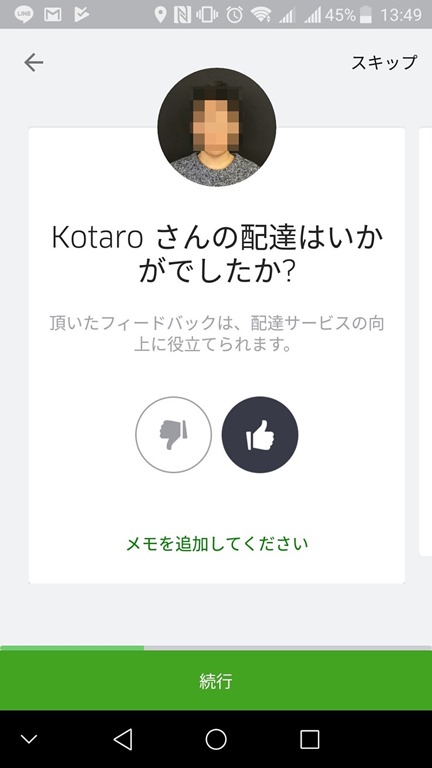 LINE
45%
13:49
スキップ
Kotaro さんの配達はいか
がでしたか?
頂いたフィードバックは、配達サービスの向
上に役立てられます。
メモを追加してください
続行